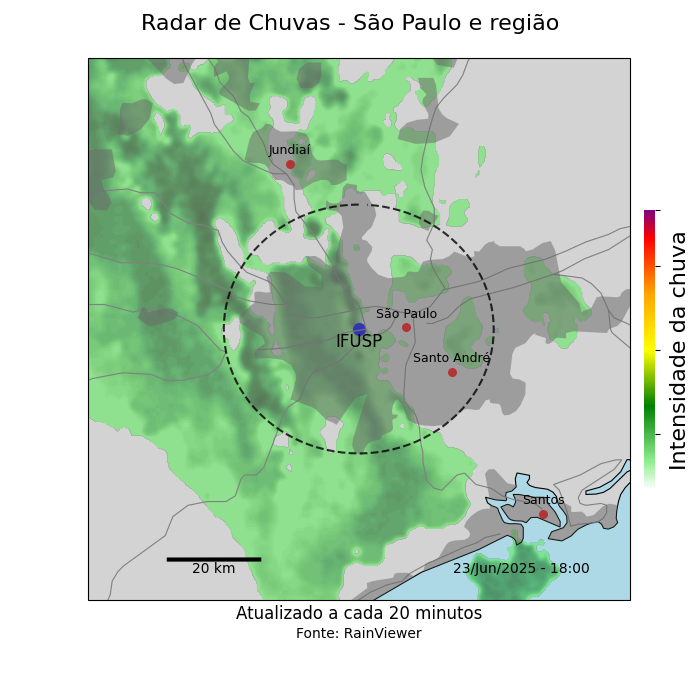 Radar de Chuvas - São Paulo e região
Jundiaí
São Paulo
IFUSP
Santo André
Santos
20 km
23/Jun/2025 - 18:00
Intensidade da chuva
Atualizado a cada 20 minutos
Fonte: RainViewer